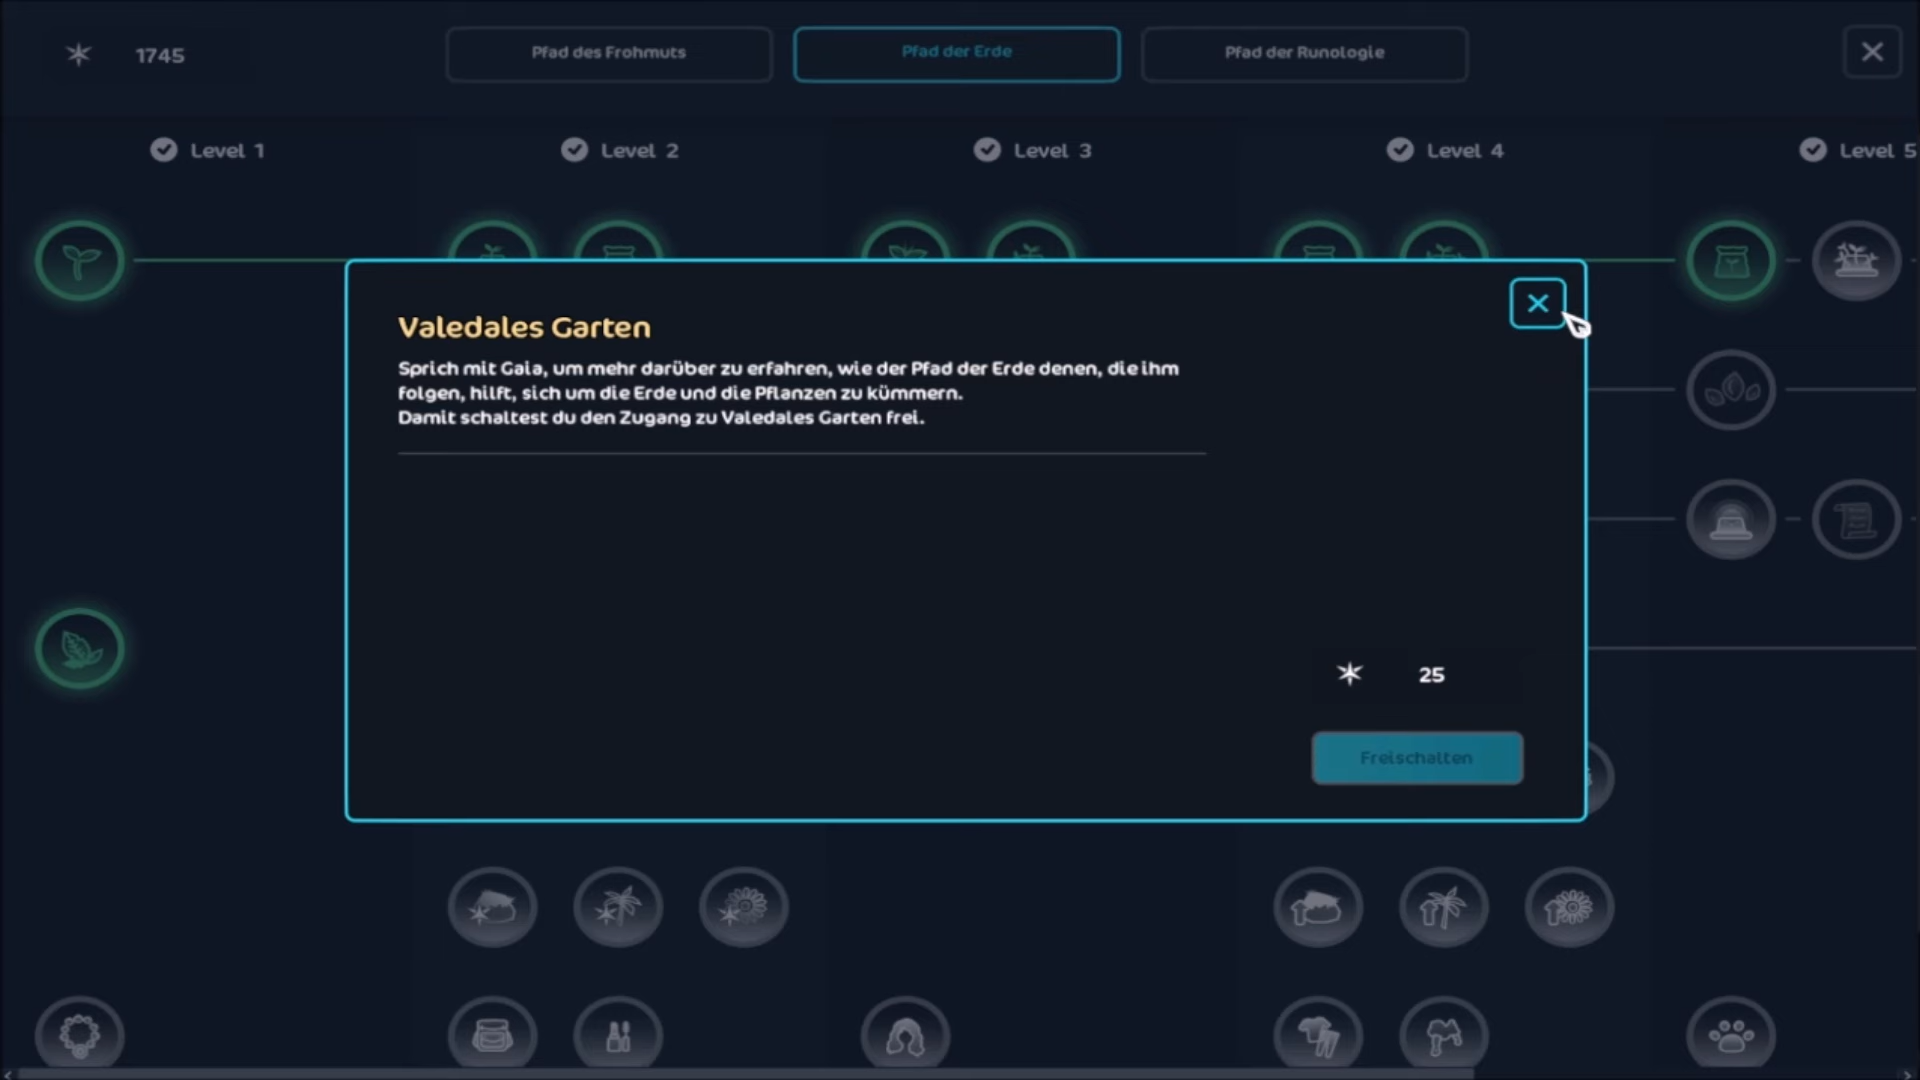 1745
Pfad des Frohmuts
Pfad der Erde
Pfad der Runologie
Level 1
Level 2
Level 3
Level 4
Level 5
Valedales Garten
Sprich mit Gaia, um mehr darüber zu erfahren, wie der Pfad der Erde denen, die ihm
folgen, hilft, sich um die Erde und die Pflanzen zu kümmern.
Damit schaltest du den Zugang zu Valedales Garten frei.
25
Freischalten